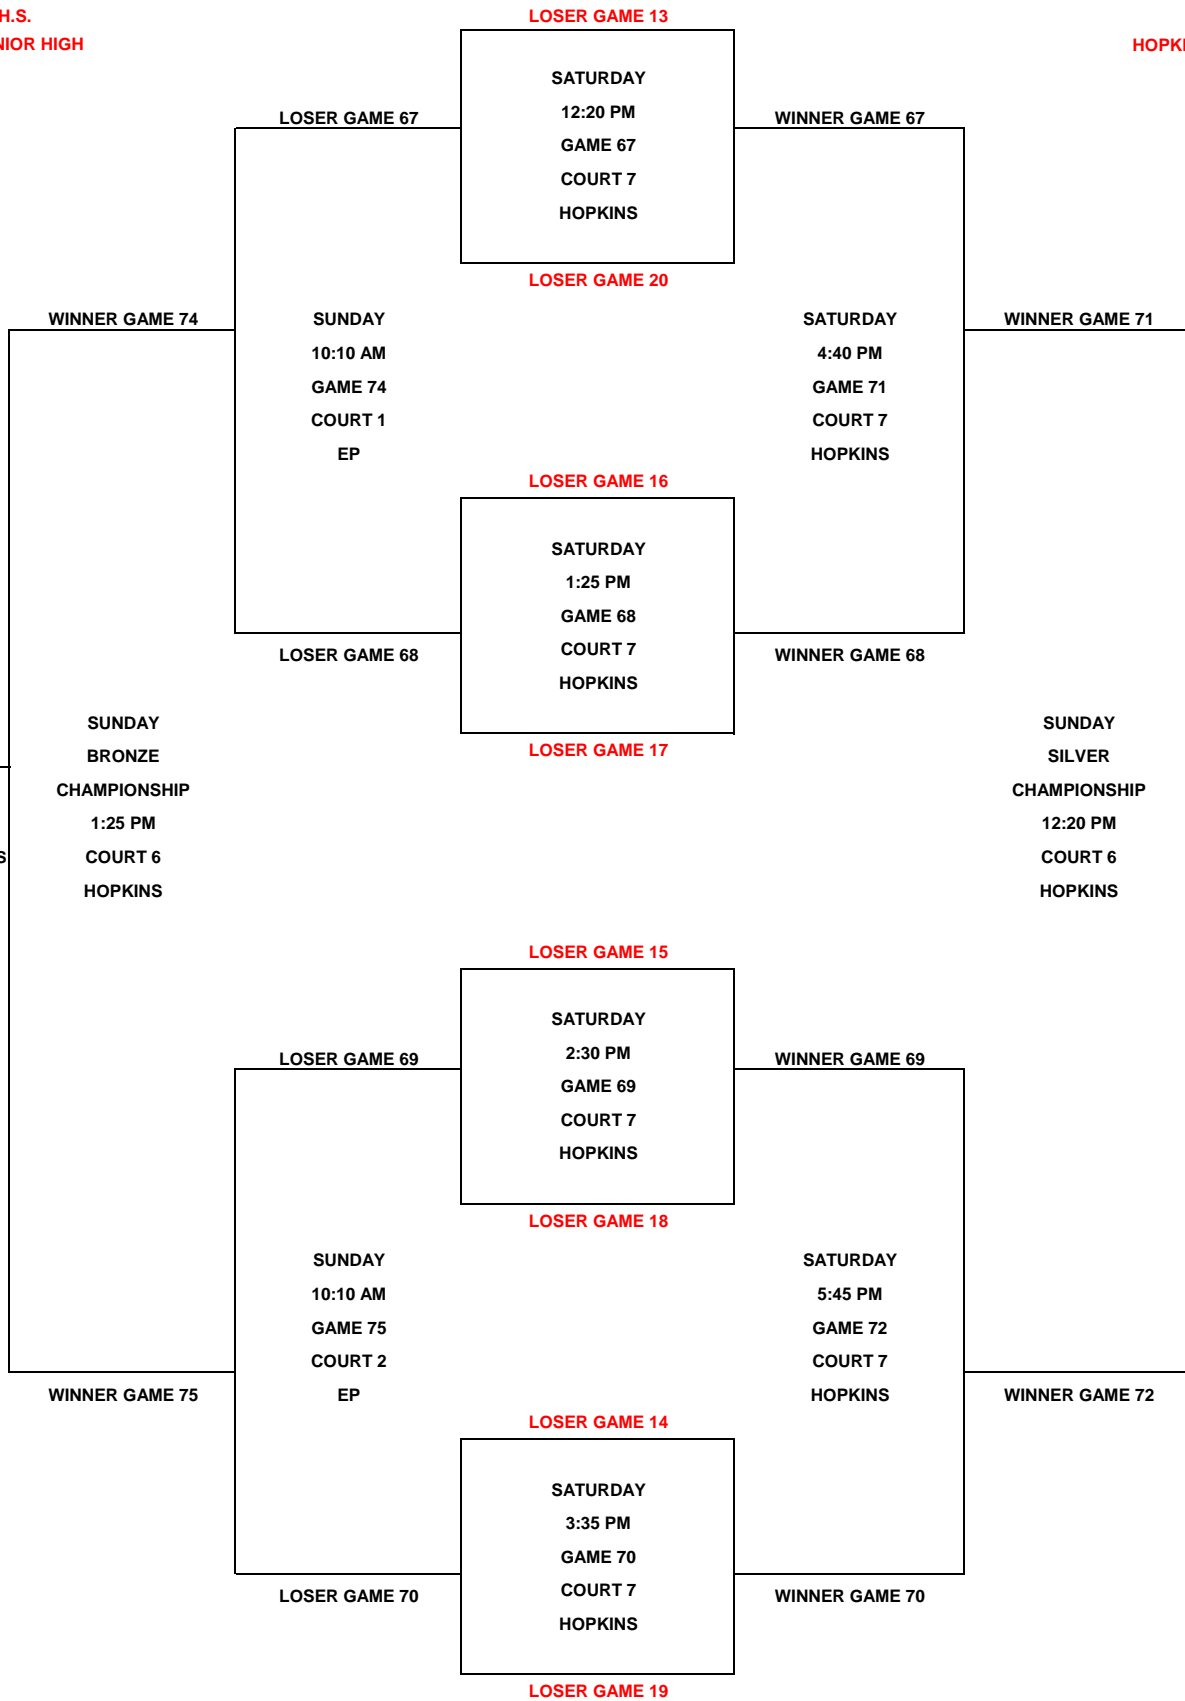 H.S.
LOSER GAME 13
NIOR HIGH
HOPKI
SATURDAY
12:20 PM
GAME 67
COURT 7
HOPKINS
LOSER GAME 67
WINNER GAME 67
LOSER GAME 20
WINNER GAME 74
SUNDAY
10:10 AM
GAME 74
COURT 1
EP
SATURDAY
4:40 PM
GAME 71
COURT 7
HOPKINS
WINNER GAME 71
LOSER GAME 16
SATURDAY
1:25 PM
GAME 68
COURT 7
HOPKINS
LOSER GAME 68
WINNER GAME 68
LOSER GAME 17
SUNDAY
BRONZE
CHAMPIONSHIP
1:25 PM
COURT 6
HOPKINS
S
SUNDAY
SILVER
CHAMPIONSHIP
12:20 PM
COURT 6
HOPKINS
LOSER GAME 15
SATURDAY
2:30 PM
GAME 69
COURT 7
HOPKINS
LOSER GAME 69
WINNER GAME 69
LOSER GAME 18
SUNDAY
10:10 AM
GAME 75
COURT 2
EP
SATURDAY
5:45 PM
GAME 72
COURT 7
HOPKINS
WINNER GAME 75
WINNER GAME 72
LOSER GAME 14
SATURDAY
3:35 PM
GAME 70
COURT 7
HOPKINS
LOSER GAME 70
WINNER GAME 70
LOSER GAME 19